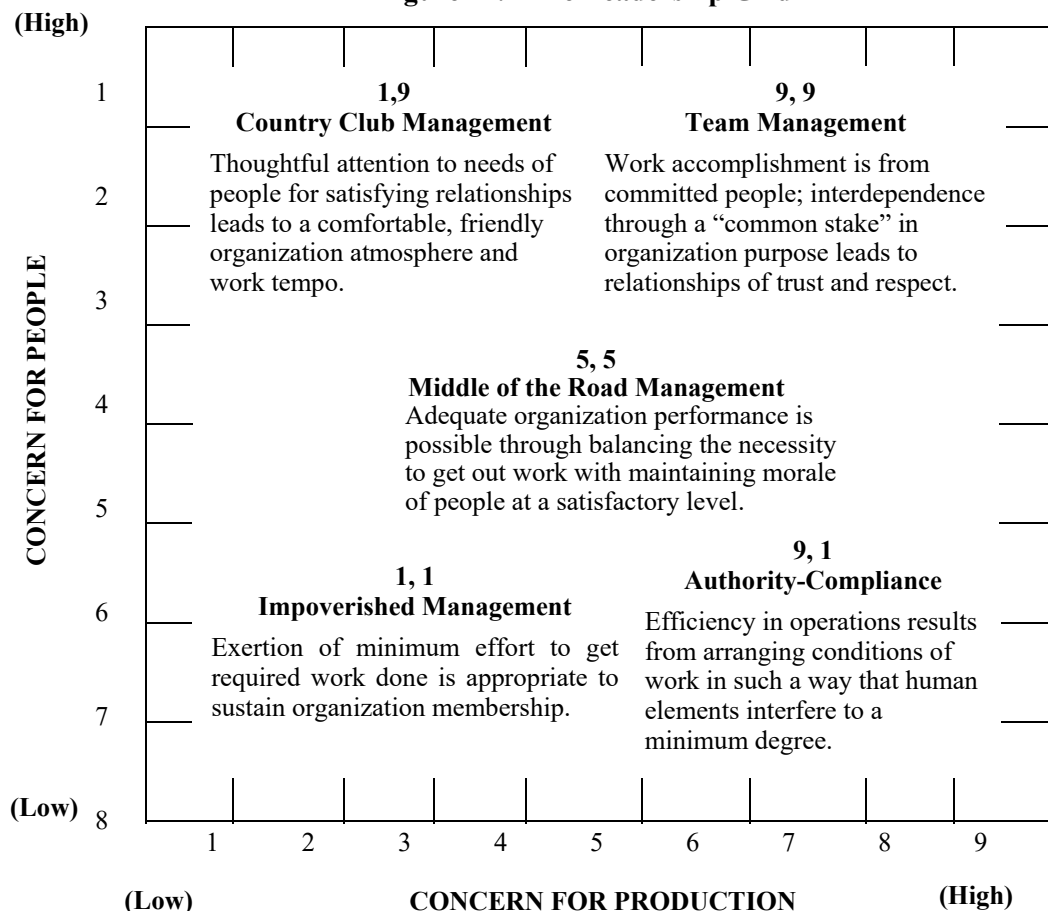 (High)
1
1,9
Country Club Management
Thoughtful attention to needs of
people for satisfying relationships
leads to a comfortable, friendly
organization atmosphere and
work tempo.
9, 9
Team Management
Work accomplishment is from
committed people; interdependence
through a “common stake” in
organization purpose leads to
relationships of trust and respect.
2
3
CONCERN FOR PEOPLE
5, 5
Middle of the Road Management
Adequate organization performance is
possible through balancing the necessity
to get out work with maintaining morale
of people at a satisfactory level.
4
5
1, 1
Impoverished Management
Exertion of minimum effort to get
required work done is appropriate to
sustain organization membership.
9, 1
Authority-Compliance
Efficiency in operations results
from arranging conditions of
work in such a way that human
elements interfere to a
minimum degree.
6
7
(Low) 8
1 2 3 4 5 6 7 8 9
(Low) CONCERN FOR PRODUCTION (High)